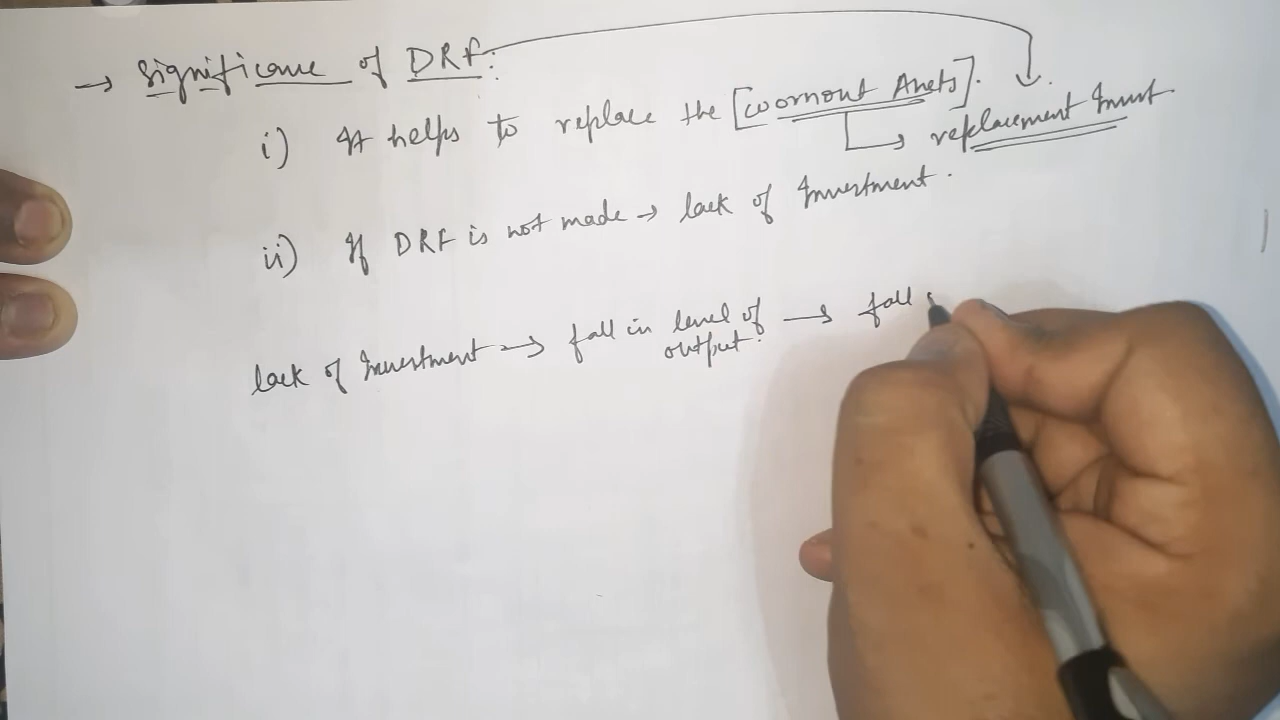 → Significance of DRF:
i) It helps to replace the [wornout Assets].
→ replacement Invest
ii) If DRF is not made → lack of Investment.
lack of Investment → fall in level of → fall
output.